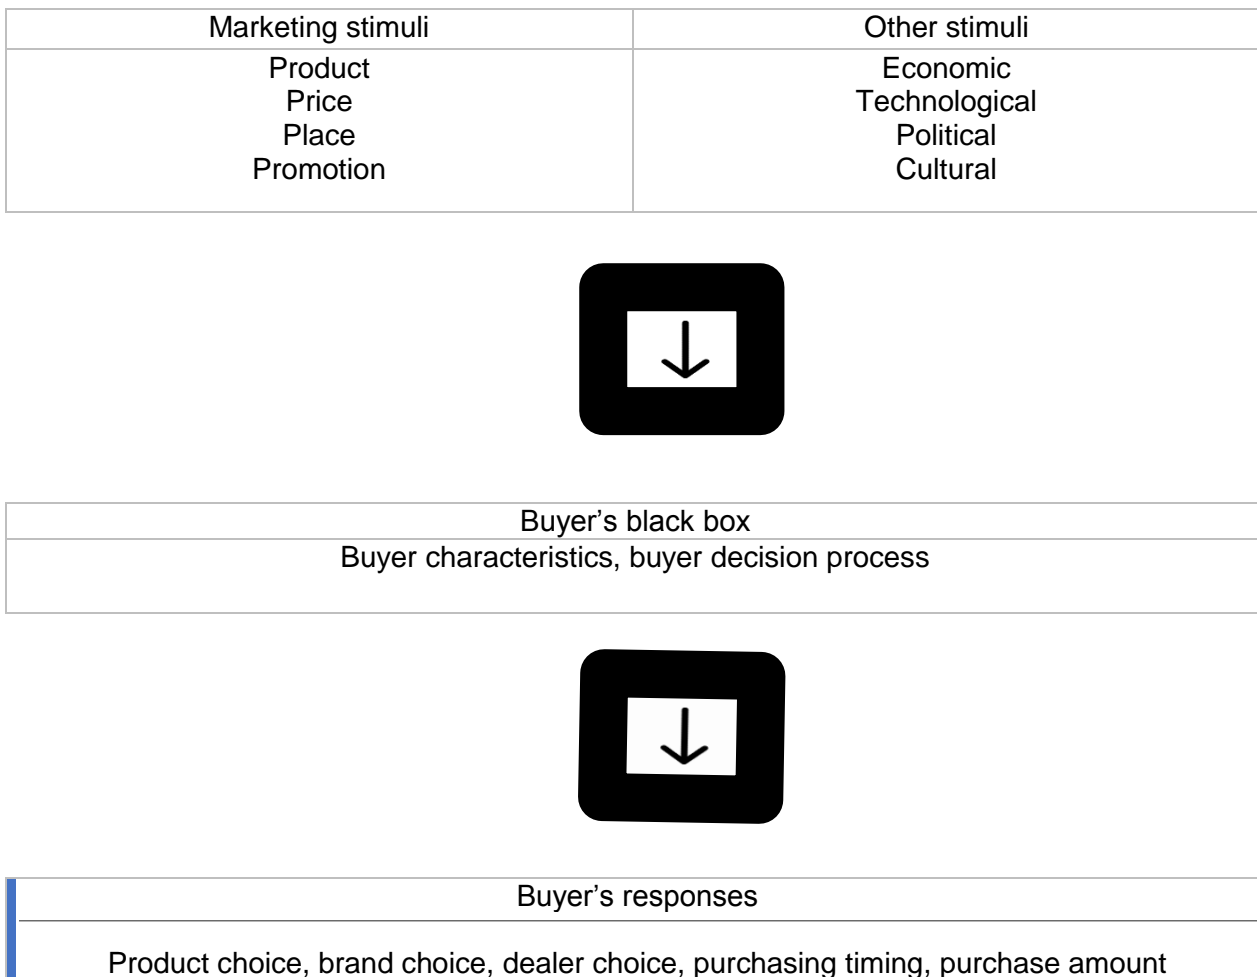 Marketing stimuli
Other stimuli
Product
Price
Place
Promotion
Economic
Technological
Political
Cultural
Buyer’s black box
Buyer characteristics, buyer decision process
Buyer’s responses
Product choice, brand choice, dealer choice, purchasing timing, purchase amount